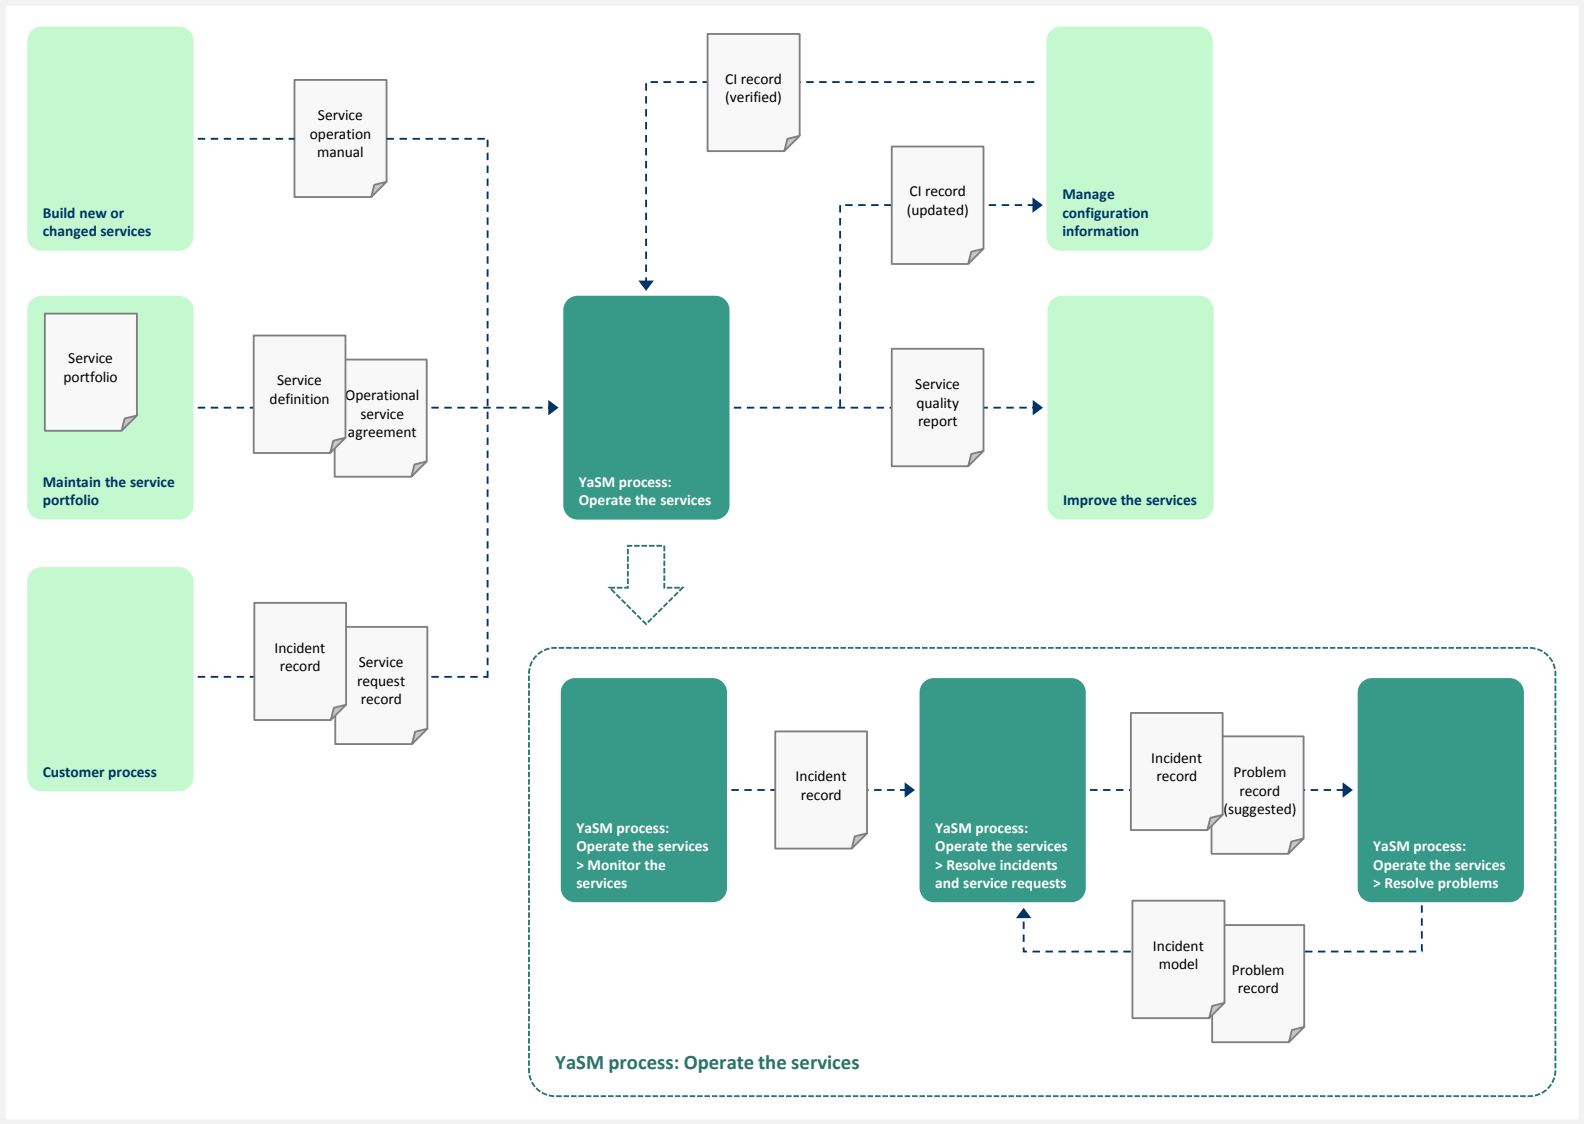 Build new or
changed services
Service
operation
manual
CI record
(verified)
CI record
(updated)
Manage
configuration
information
Service
portfolio
Maintain the service
portfolio
Service
definition
Operational
service
agreement
YaSM process:
Operate the services
Service
quality
report
Improve the services
Customer process
Incident
record
Service
request
record
YaSM process:
Operate the services
> Monitor the
services
Incident
record
YaSM process:
Operate the services
> Resolve incidents
and service requests
Incident
record
Problem
record
(suggested)
YaSM process:
Operate the services
> Resolve problems
Incident
model
Problem
record
YaSM process: Operate the services